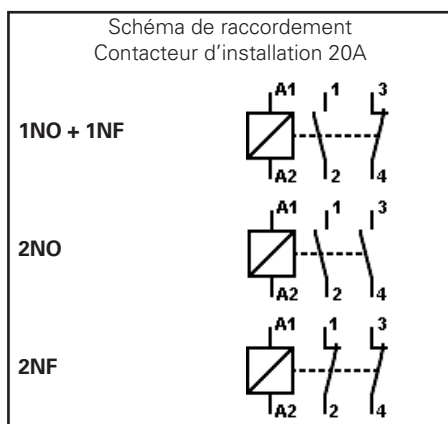 Schéma de raccordement
Contacteur d'installation 20A
1NO + 1NF
A1 1 3
A2 2 4
2NO
A1 1 3
A2 2 4
2NF
A1 1 3
A2 2 4